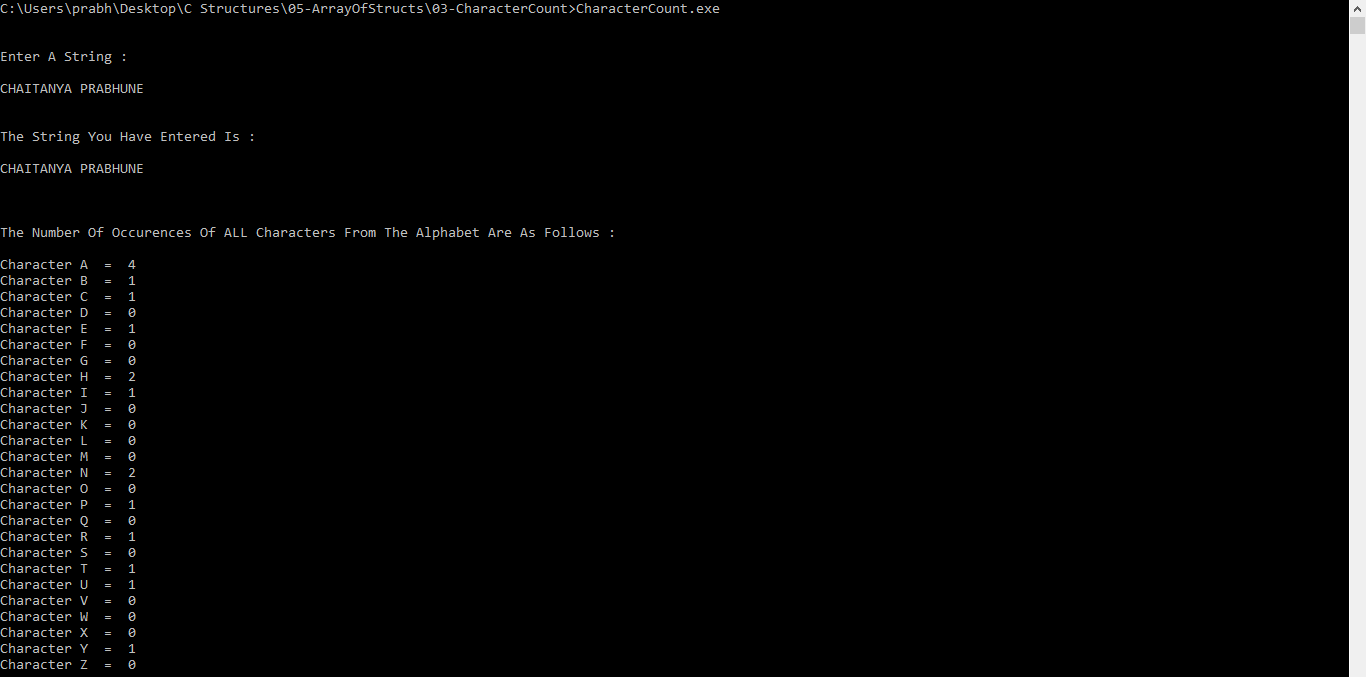 C:\Users\prabh\Desktop\C Structures\05-ArrayOfStructs\03-CharacterCount>CharacterCount.exe
Enter A String :
CHAITANYA PRABHUNE
The String You Have Entered Is :
CHAITANYA PRABHUNE
The Number Of Occurences Of ALL Characters From The Alphabet Are As Follows :
Character A  =  4
Character B  =  1
Character C  =  1
Character D  =  0
Character E  =  1
Character F  =  0
Character G  =  0
Character H  =  2
Character I  =  1
Character J  =  0
Character K  =  0
Character L  =  0
Character M  =  0
Character N  =  2
Character O  =  0
Character P  =  1
Character Q  =  0
Character R  =  1
Character S  =  0
Character T  =  1
Character U  =  1
Character V  =  0
Character W  =  0
Character X  =  0
Character Y  =  1
Character Z  =  0